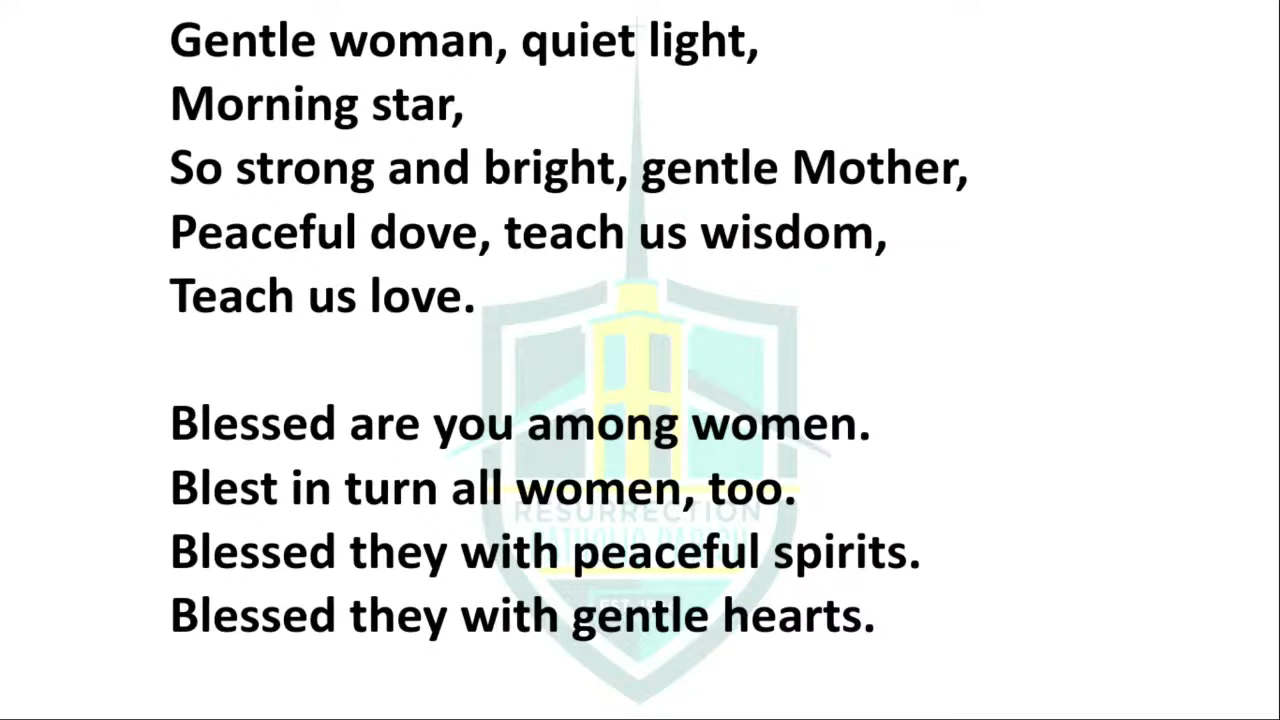 Gentle woman, quiet light,
Morning star,
So strong and bright, gentle Mother,
Peaceful dove, teach us wisdom,
Teach us love.
Blessed are you among women.
Blest in turn all women, too.
RESURRECTION
CATHOLIC PARISH
Blessed they with peaceful spirits.
Blessed they with gentle hearts.